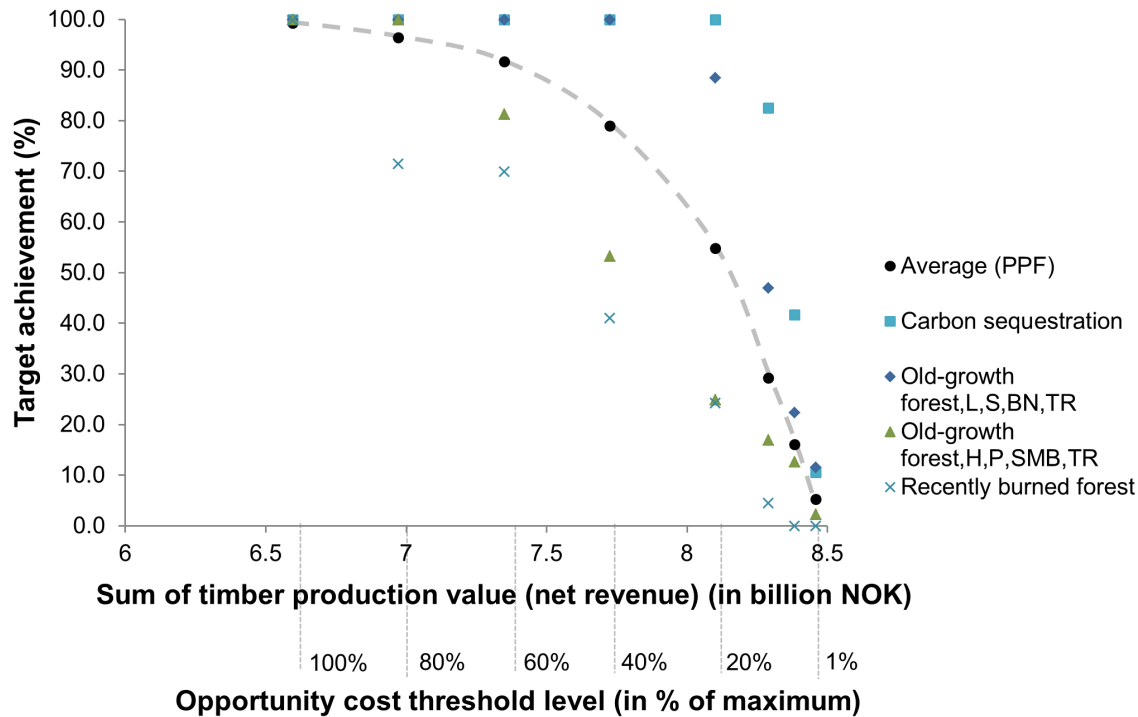 Target achievement (%)
100.0
90.0
80.0
70.0
60.0
50.0
40.0
30.0
20.0
10.0
0.0
6
6.5
7
7.5
8
8.5
Sum of timber production value (net revenue) (in billion NOK)
100%
80%
60%
40%
20%
1%
Opportunity cost threshold level (in % of maximum)
Average (PPF)
Carbon sequestration
Old-growth
forest,L,S,BN,TR
Old-growth
forest,H,P,SMB,TR
Recently burned forest